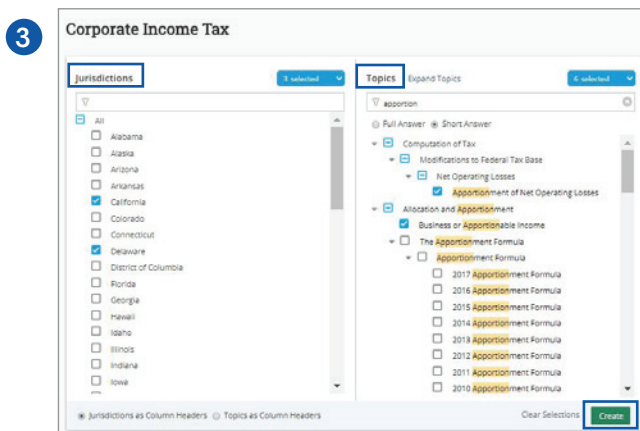 3
Corporate Income Tax
Jurisdictions
3 selected
Topics
Expand Topics
6 selected
apportion
Full Answer Short Answer
All
Alabama
Alaska
Arizona
Arkansas
California
Colorado
Connecticut
Delaware
District of Columbia
Florida
Georgia
Hawaii
Idaho
Illinois
Indiana
Iowa
Computation of Tax
Modifications to Federal Tax Base
Net Operating Losses
Apportionment of Net Operating Losses
Allocation and Apportionment
Business or Apportionable Income
The Apportionment Formula
Apportionment Formula
2017 Apportionment Formula
2016 Apportionment Formula
2015 Apportionment Formula
2014 Apportionment Formula
2013 Apportionment Formula
2012 Apportionment Formula
2011 Apportionment Formula
2010 Apportionment Formula
Jurisdictions as Column Headers Topics as Column Headers
Clear Selections
Create